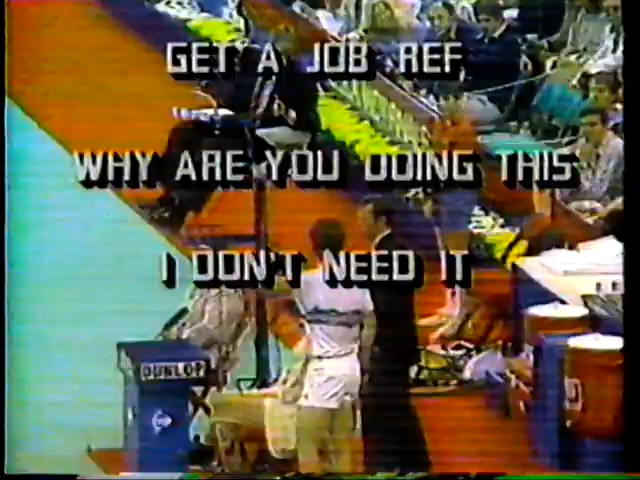 GET A JOB REF
WHY ARE YOU DOING THIS
I DON'T NEED IT
DUNLOP